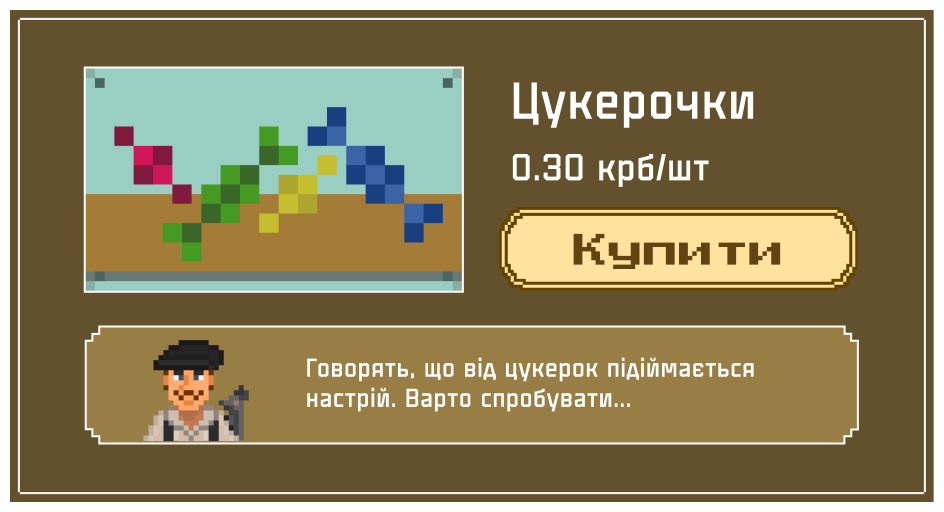 Цукерочки
0.30 крб/шт
Купити
Говорять, що від цукерок підіймається
настрій. Варто спробувати...